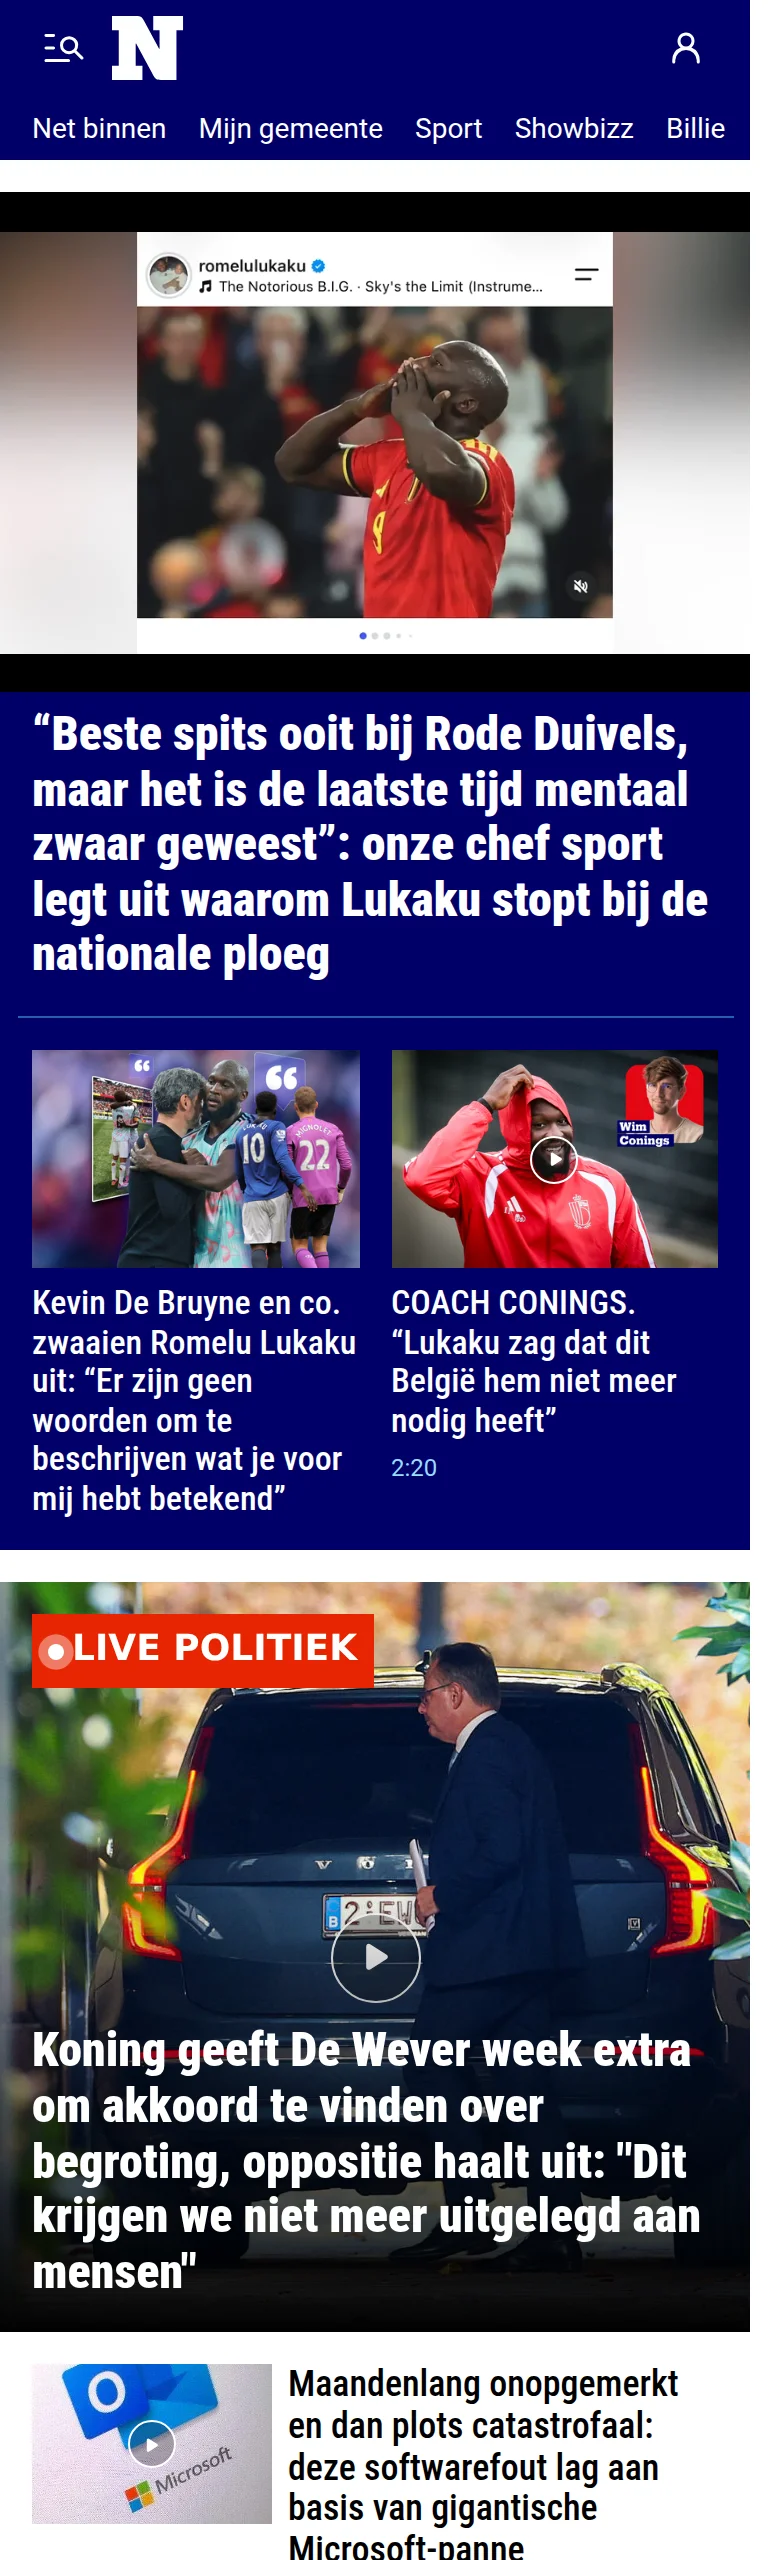 N
Net binnen Mijn gemeente Sport Showbizz Billie
romelulukaku
The Notorious B.I.G. · Sky's the Limit (Instrume...
9
“Beste spits ooit bij Rode Duivels,
maar het is de laatste tijd mentaal
zwaar geweest”: onze chef sport
legt uit waarom Lukaku stopt bij de
nationale ploeg
10
MIGNOLET
22
Wim
Conings
Kevin De Bruyne en co.
zwaaien Romelu Lukaku
uit: “Er zijn geen
woorden om te
beschrijven wat je voor
mij hebt betekend”
COACH CONINGS.
“Lukaku zag dat dit
België hem niet meer
nodig heeft”
2:20
LIVE POLITIEK
Koning geeft De Wever week extra
om akkoord te vinden over
begroting, oppositie haalt uit: "Dit
krijgen we niet meer uitgelegd aan
mensen"
Microsoft
Maandenlang onopgemerkt
en dan plots catastrofaal:
deze softwarefout lag aan
basis van gigantische
Microsoft-panne